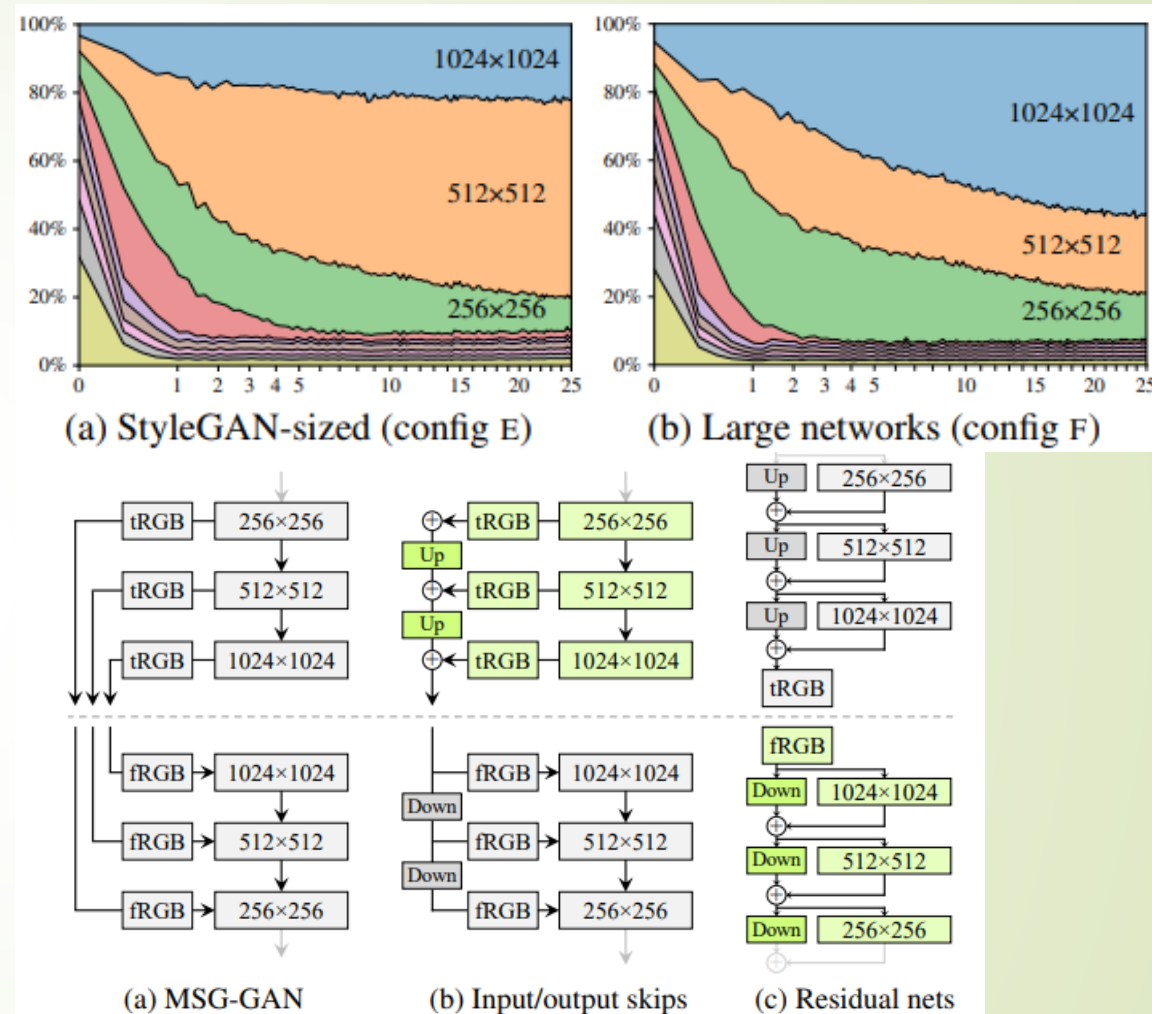 100%
80%
60%
40%
20%
0%
1024×1024
512×512
256×256
0 1 2 3 4 5 10 15 20 25
(a) StyleGAN-sized (config E)
100%
80%
60%
40%
20%
0%
1024×1024
512×512
256×256
0 1 2 3 4 5 10 15 20 25
(b) Large networks (config F)
tRGB 256×256
tRGB 512×512
tRGB 1024×1024
fRGB 1024×1024
fRGB 512×512
fRGB 256×256
(a) MSG-GAN
+ tRGB 256×256
Up
+ tRGB 512×512
Up
+ tRGB 1024×1024
fRGB 1024×1024
Down
fRGB 512×512
Down
fRGB 256×256
(b) Input/output skips
Up 256×256
+
Up 512×512
+
Up 1024×1024
+
tRGB
fRGB
Down 1024×1024
+
Down 512×512
+
Down 256×256
+
(c) Residual nets